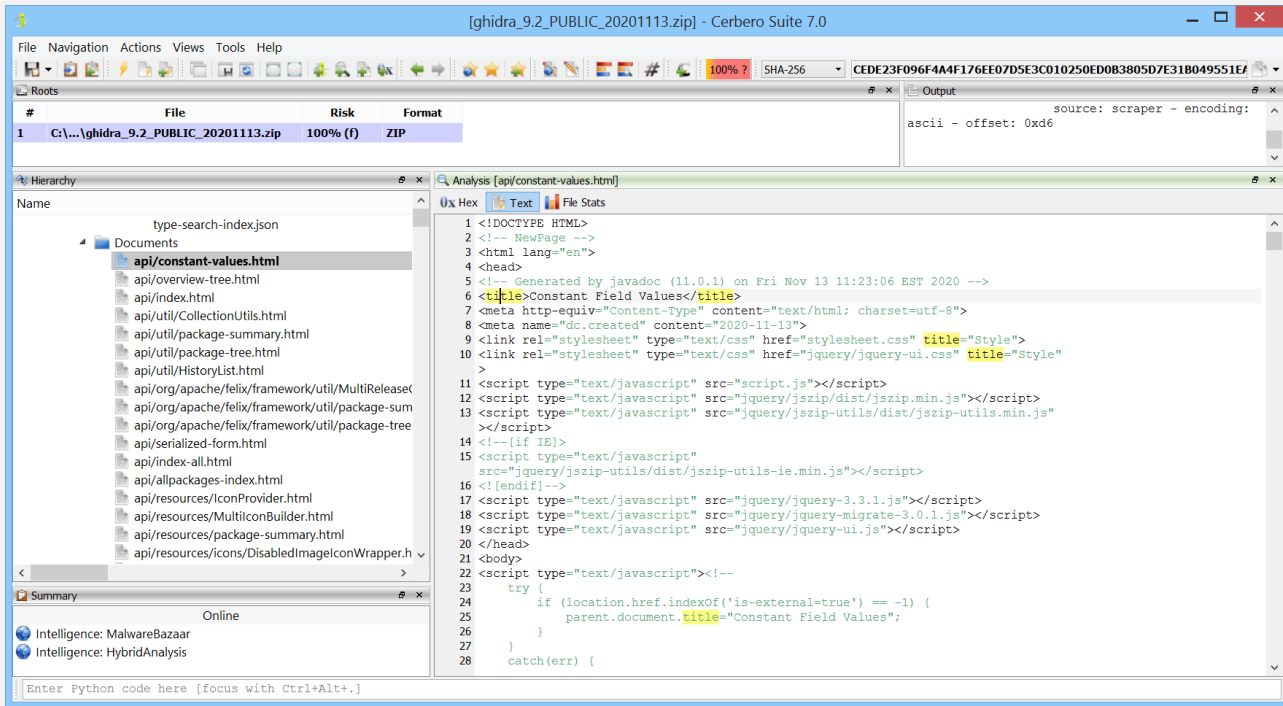 [ghidra_9.2_PUBLIC_20201113.zip] - Cerbero Suite 7.0
File Navigation Actions Views Tools Help
100% ? SHA-256 CEDE23F096F4A4F176EE07D5E3C010250ED0B3805D7E31B049551E
Roots
# File Risk Format
1 C:\...\ghidra_9.2_PUBLIC_20201113.zip 100% (f) ZIP
Output
source: scraper - encoding:
ascii - offset: 0xd6
Hierarchy
Name
type-search-index.json
Documents
api/constant-values.html
api/overview-tree.html
api/index.html
api/util/CollectionUtils.html
api/util/package-summary.html
api/util/package-tree.html
api/util/HistoryList.html
api/org/apache/felix/framework/util/MultiRelease
api/org/apache/felix/framework/util/package-sum
api/org/apache/felix/framework/util/package-tree
api/serialized-form.html
api/index-all.html
api/allpackages-index.html
api/resources/IconProvider.html
api/resources/MultiIconBuilder.html
api/resources/package-summary.html
api/resources/icons/DisabledImageIconWrapper.h
Summary
Online
Intelligence: MalwareBazaar
Intelligence: HybridAnalysis
Analysis [api/constant-values.html]
0x Hex Text File Stats
1 <!DOCTYPE HTML>
2 <!-- NewPage -->
3 <html lang="en">
4 <head>
5 <!-- Generated by javadoc (11.0.1) on Fri Nov 13 11:23:06 EST 2020 -->
6 <title>Constant Field Values</title>
7 <meta http-equiv="Content-Type" content="text/html; charset=utf-8">
8 <meta name="dc.created" content="2020-11-13">
9 <link rel="stylesheet" type="text/css" href="stylesheet.css" title="Style">
10 <link rel="stylesheet" type="text/css" href="jquery/jquery-ui.css" title="Style"
>
11 <script type="text/javascript" src="script.js"></script>
12 <script type="text/javascript" src="jquery/jszip/dist/jszip.min.js"></script>
13 <script type="text/javascript" src="jquery/jszip-utils/dist/jszip-utils.min.js"
></script>
14 <!--[if IE]>
15 <script type="text/javascript"
src="jquery/jszip-utils/dist/jszip-utils-ie.min.js"></script>
16 <![endif]-->
17 <script type="text/javascript" src="jquery/jquery-3.3.1.js"></script>
18 <script type="text/javascript" src="jquery/jquery-migrate-3.0.1.js"></script>
19 <script type="text/javascript" src="jquery/jquery-ui.js"></script>
20 </head>
21 <body>
22 <script type="text/javascript"><!--
23 try {
24 if (location.href.indexOf('is-external=true') == -1) {
25 parent.document.title="Constant Field Values";
26 }
27 }
28 catch(err) {
Enter Python code here [focus with Ctrl+Alt+.]